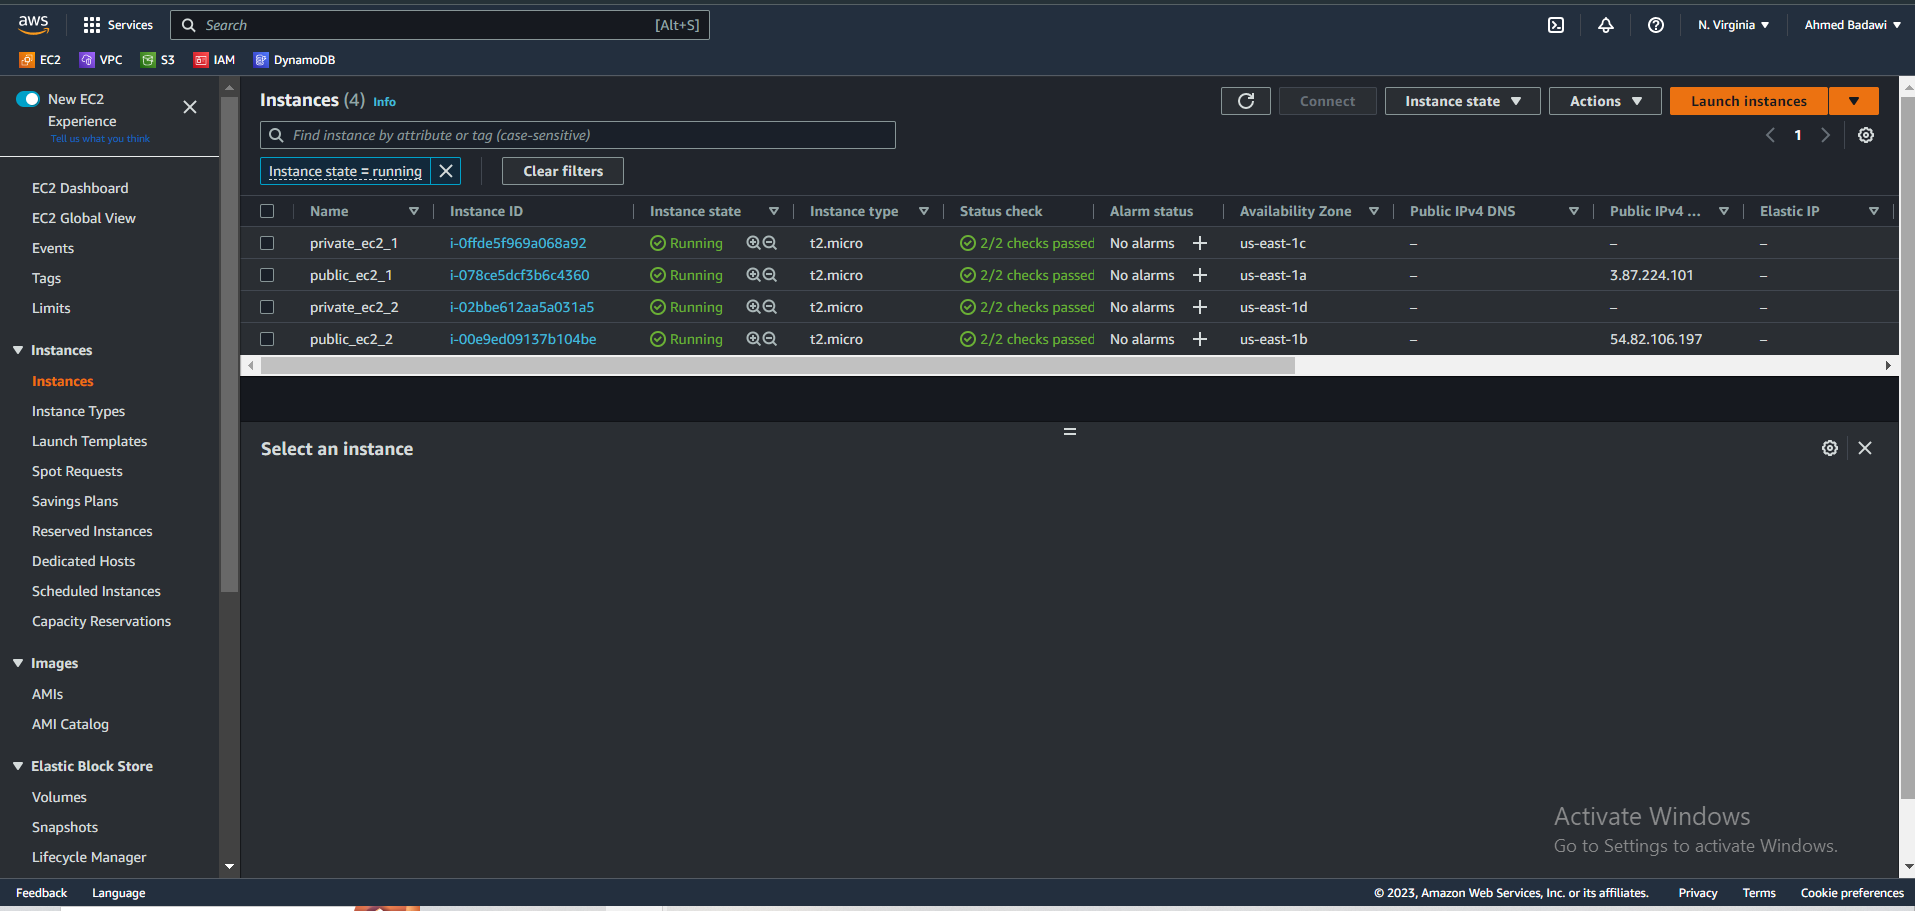 aws
Services
Search [Alt+S]
N. Virginia
Ahmed Badawi
EC2
VPC
S3
IAM
DynamoDB
New EC2
Experience
Tell us what you think
EC2 Dashboard
EC2 Global View
Events
Tags
Limits
Instances
Instances
Instance Types
Launch Templates
Spot Requests
Savings Plans
Reserved Instances
Dedicated Hosts
Scheduled Instances
Capacity Reservations
Images
AMIs
AMI Catalog
Elastic Block Store
Volumes
Snapshots
Lifecycle Manager
Instances (4) Info
Connect
Instance state
Actions
Launch instances
Find instance by attribute or tag (case-sensitive)
1
Instance state = running
Clear filters
Name Instance ID Instance state Instance type Status check Alarm status Availability Zone Public IPv4 DNS Public IPv4 ... Elastic IP
private_ec2_1 i-0ffde5f969a068a92 Running t2.micro 2/2 checks passed No alarms + us-east-1c – – –
public_ec2_1 i-078ce5dcf3b6c4360 Running t2.micro 2/2 checks passed No alarms + us-east-1a – 3.87.224.101 –
private_ec2_2 i-02bbe612aa5a031a5 Running t2.micro 2/2 checks passed No alarms + us-east-1d – – –
public_ec2_2 i-00e9ed09137b104be Running t2.micro 2/2 checks passed No alarms + us-east-1b – 54.82.106.197 –
Select an instance
Activate Windows
Go to Settings to activate Windows.
Feedback Language © 2023, Amazon Web Services, Inc. or its affiliates. Privacy Terms Cookie preferences